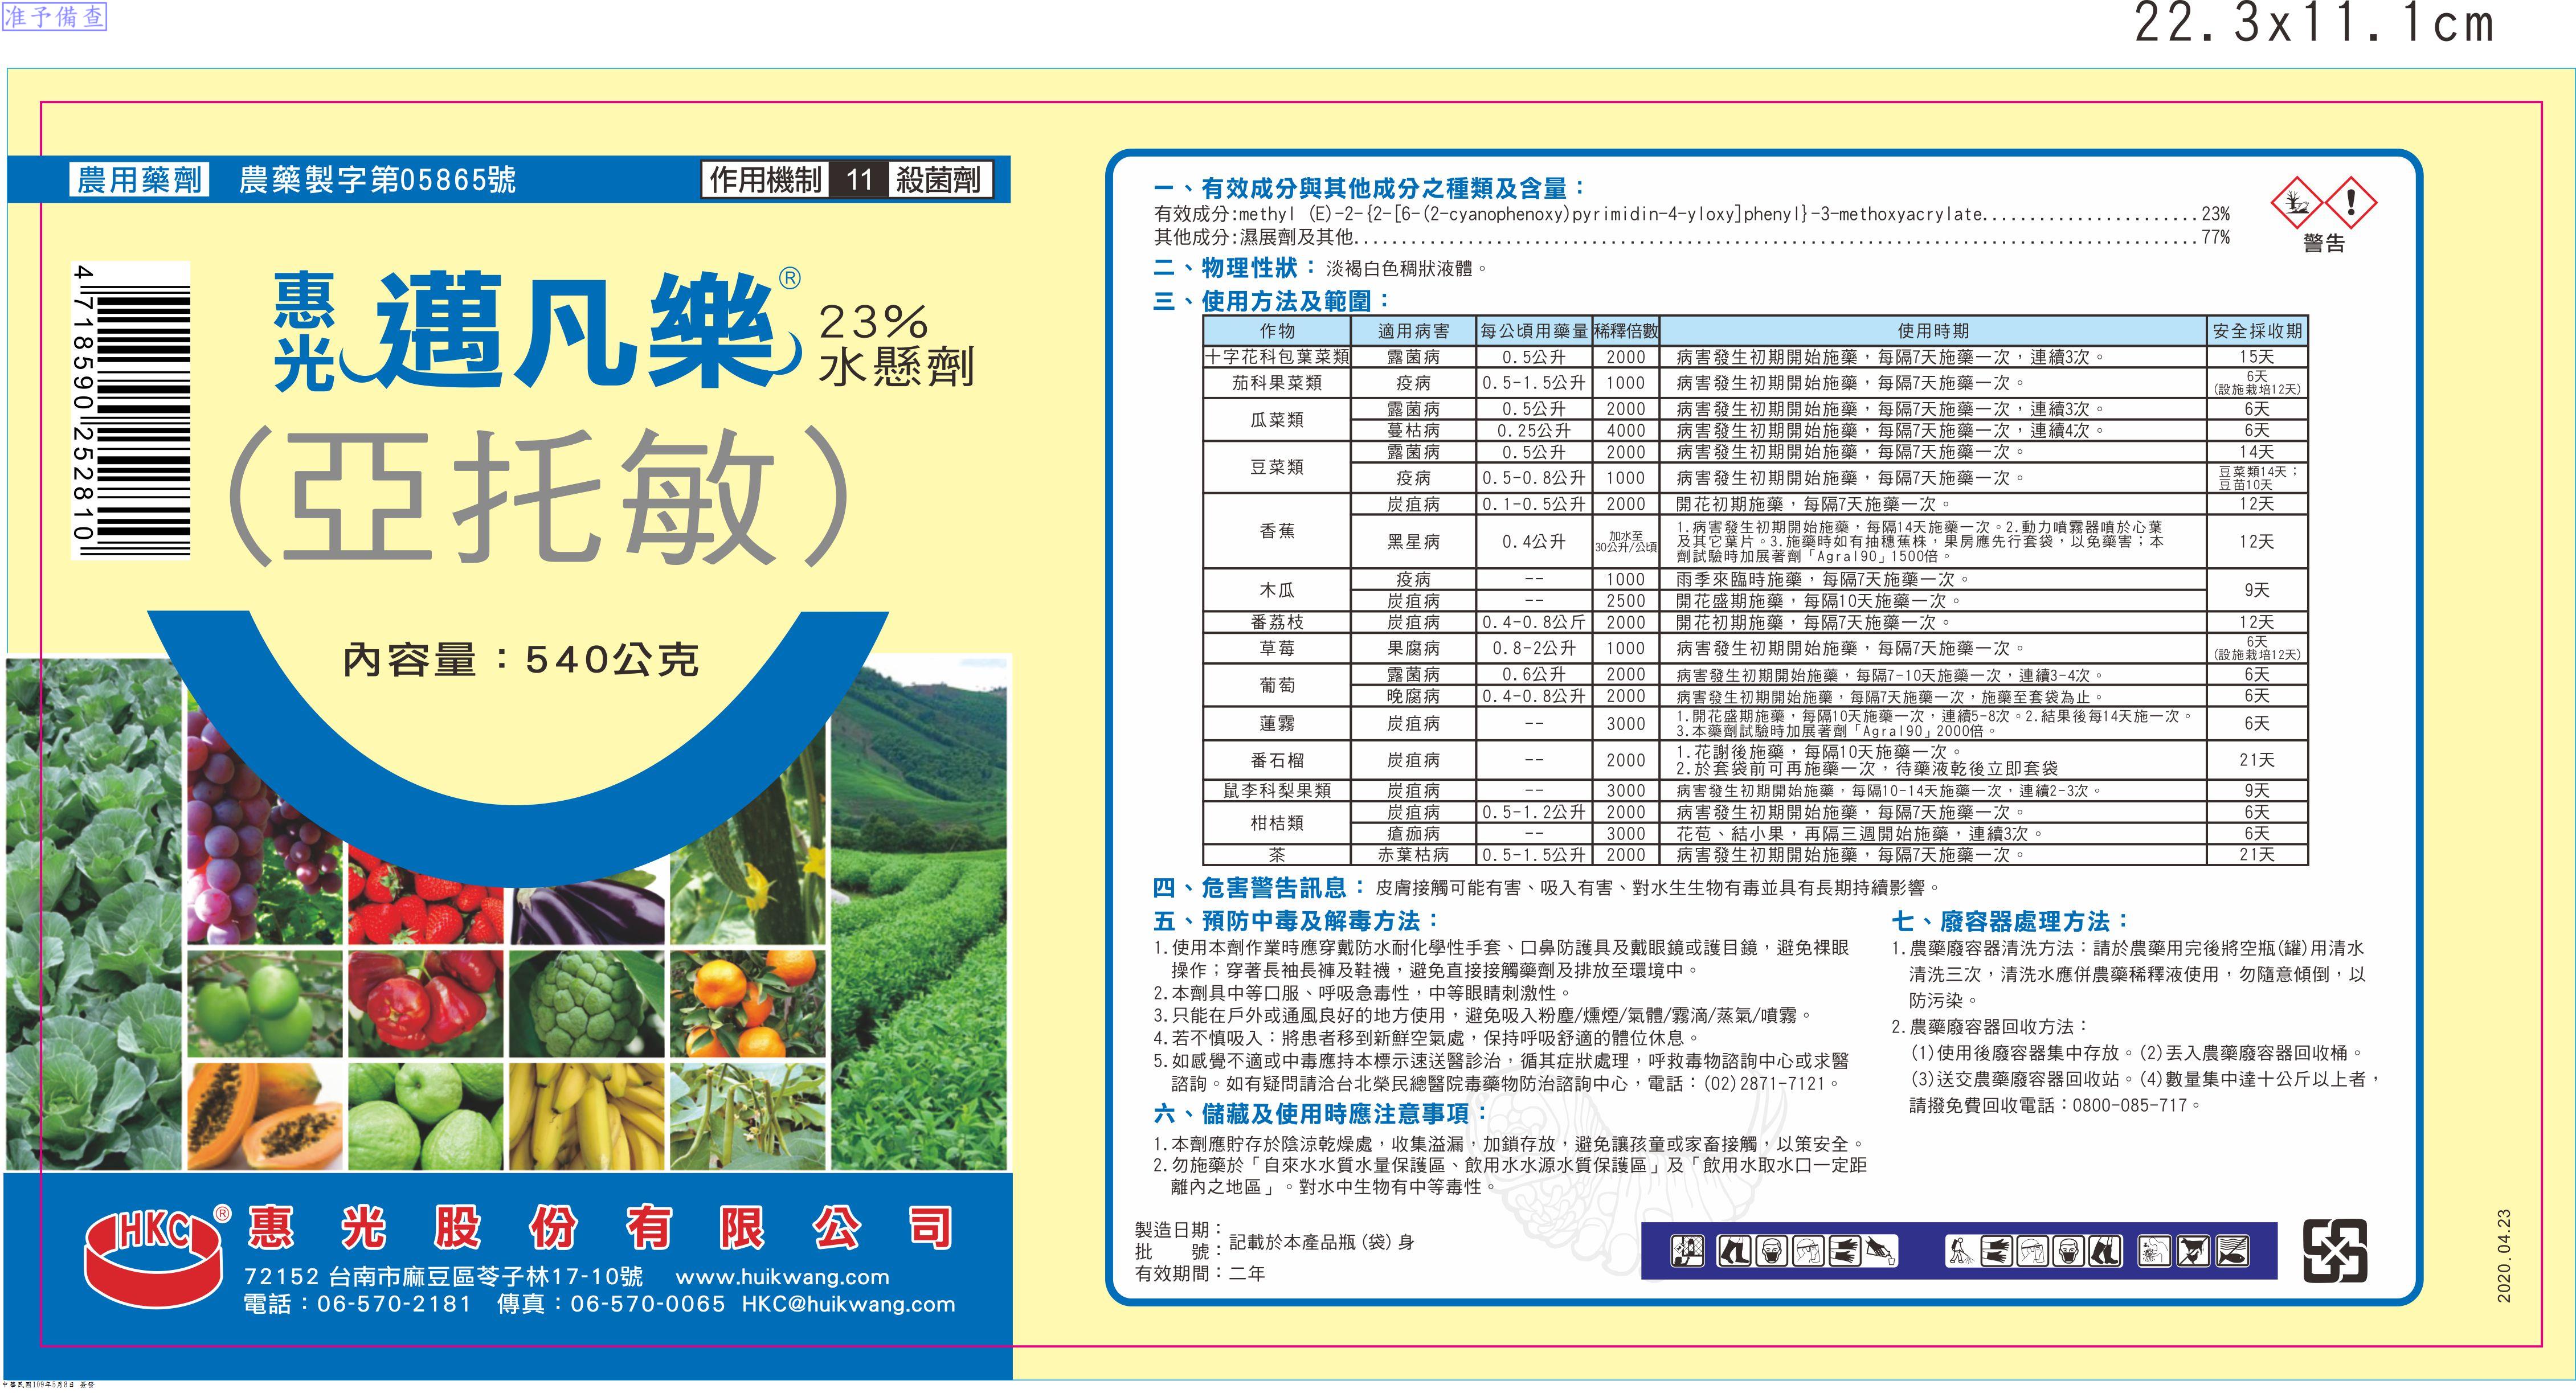 准予備查
22.3x11.1cm
農用藥劑 農藥製字第05865號 作用機制 11 殺菌劑
4 718590 252810
惠光 邁凡樂® 23%
水懸劑
(亞托敏)
內容量：540公克
HKC® 惠光股份有限公司
72152 台南市麻豆區苓子林17-10號 www.huikwang.com
電話：06-570-2181 傳真：06-570-0065 HKC@huikwang.com
一、有效成分與其他成分之種類及含量：
有效成分:methyl (E)-2-{2-[6-(2-cyanophenoxy)pyrimidin-4-yloxy]phenyl}-3-methoxyacrylate........................23%
其他成分:濕展劑及其他........................77%
警告
二、物理性狀：淡褐白色稠狀液體。
三、使用方法及範圍：
作物 適用病害 每公頃用藥量 稀釋倍數 使用時期 安全採收期
十字花科包葉菜類 露菌病 0.5公升 2000 病害發生初期開始施藥，每隔7天施藥一次，連續3次。 15天
茄科果菜類 疫病 0.5-1.5公升 1000 病害發生初期開始施藥，每隔7天施藥一次。 6天
(設施栽培12天)
瓜菜類 露菌病 0.5公升 2000 病害發生初期開始施藥，每隔7天施藥一次，連續3次。 6天
蔓枯病 0.25公升 4000 病害發生初期開始施藥，每隔7天施藥一次，連續4次。 6天
豆菜類 露菌病 0.5公升 2000 病害發生初期開始施藥，每隔7天施藥一次。 14天
疫病 0.5-0.8公升 1000 病害發生初期開始施藥，每隔7天施藥一次。 豆菜類14天；
豆苗10天
香蕉 炭疽病 0.1-0.5公升 2000 開花初期施藥，每隔7天施藥一次。 12天
黑星病 0.4公升 加水至
30公升/公頃 1.病害發生初期開始施藥，每隔14天施藥一次。2.動力噴霧器噴於心葉
及其它葉片。3.施藥時如有抽穗蕉株，果房應先行套袋，以免藥害；本
劑試驗時加展著劑「Agral90」1500倍。 12天
木瓜 疫病 -- 1000 雨季來臨時施藥，每隔7天施藥一次。 9天
炭疽病 -- 2500 開花盛期施藥，每隔10天施藥一次。
番荔枝 炭疽病 0.4-0.8公斤 2000 開花初期施藥，每隔7天施藥一次。 12天
草莓 果腐病 0.8-2公升 1000 病害發生初期開始施藥，每隔7天施藥一次。 6天
(設施栽培12天)
葡萄 露菌病 0.6公升 2000 病害發生初期開始施藥，每隔7-10天施藥一次，連續3-4次。 6天
晚腐病 0.4-0.8公升 2000 病害發生初期開始施藥，每隔7天施藥一次，施藥至套袋為止。 6天
蓮霧 炭疽病 -- 3000 1.開花盛期施藥，每隔10天施藥一次，連續5-8次。2.結果後每14天施一次。
3.本藥劑試驗時加展著劑「Agral90」2000倍。 6天
番石榴 炭疽病 -- 2000 1.花謝後施藥，每隔10天施藥一次。
2.於套袋前可再施藥一次，待藥液乾後立即套袋 21天
鼠李科梨果類 炭疽病 -- 3000 病害發生初期開始施藥，每隔10-14天施藥一次，連續2-3次。 9天
柑桔類 炭疽病 0.5-1.2公升 2000 病害發生初期開始施藥，每隔7天施藥一次。 6天
瘡痂病 -- 3000 花苞、結小果，再隔三週開始施藥，連續3次。 6天
茶 赤葉枯病 0.5-1.5公升 2000 病害發生初期開始施藥，每隔7天施藥一次。 21天
四、危害警告訊息：皮膚接觸可能有害、吸入有害、對水生生物有毒並具有長期持續影響。
五、預防中毒及解毒方法：
1.使用本劑作業時應穿戴防水耐化學性手套、口鼻防護具及戴眼鏡或護目鏡，避免裸眼
操作；穿著長袖長褲及鞋襪，避免直接接觸藥劑及排放至環境中。
2.本劑具中等口服、呼吸急毒性，中等眼睛刺激性。
3.只能在戶外或通風良好的地方使用，避免吸入粉塵/燻煙/氣體/霧滴/蒸氣/噴霧。
4.若不慎吸入：將患者移到新鮮空氣處，保持呼吸舒適的體位休息。
5.如感覺不適或中毒應持本標示速送醫診治，循其症狀處理，呼救毒物諮詢中心或求醫
諮詢。如有疑問請洽台北榮民總醫院毒藥物防治諮詢中心，電話：(02)2871-7121。
六、儲藏及使用時應注意事項：
1.本劑應貯存於陰涼乾燥處，收集溢漏，加鎖存放，避免讓孩童或家畜接觸，以策安全。
2.勿施藥於「自來水水質水量保護區、飲用水水源水質保護區」及「飲用水取水口一定距
離內之地區」。對水中生物有中等毒性。
七、廢容器處理方法：
1.農藥廢容器清洗方法：請於農藥用完後將空瓶(罐)用清水
清洗三次，清洗水應併農藥稀釋液使用，勿隨意傾倒，以
防污染。
2.農藥廢容器回收方法：
(1)使用後廢容器集中存放。(2)丟入農藥廢容器回收桶。
(3)送交農藥廢容器回收站。(4)數量集中達十公斤以上者，
請撥免費回收電話：0800-085-717。
製造日期：
批 號：記載於本產品瓶(袋)身
有效期間：二年
2020.04.23
中華民國109年5月8日 簽發